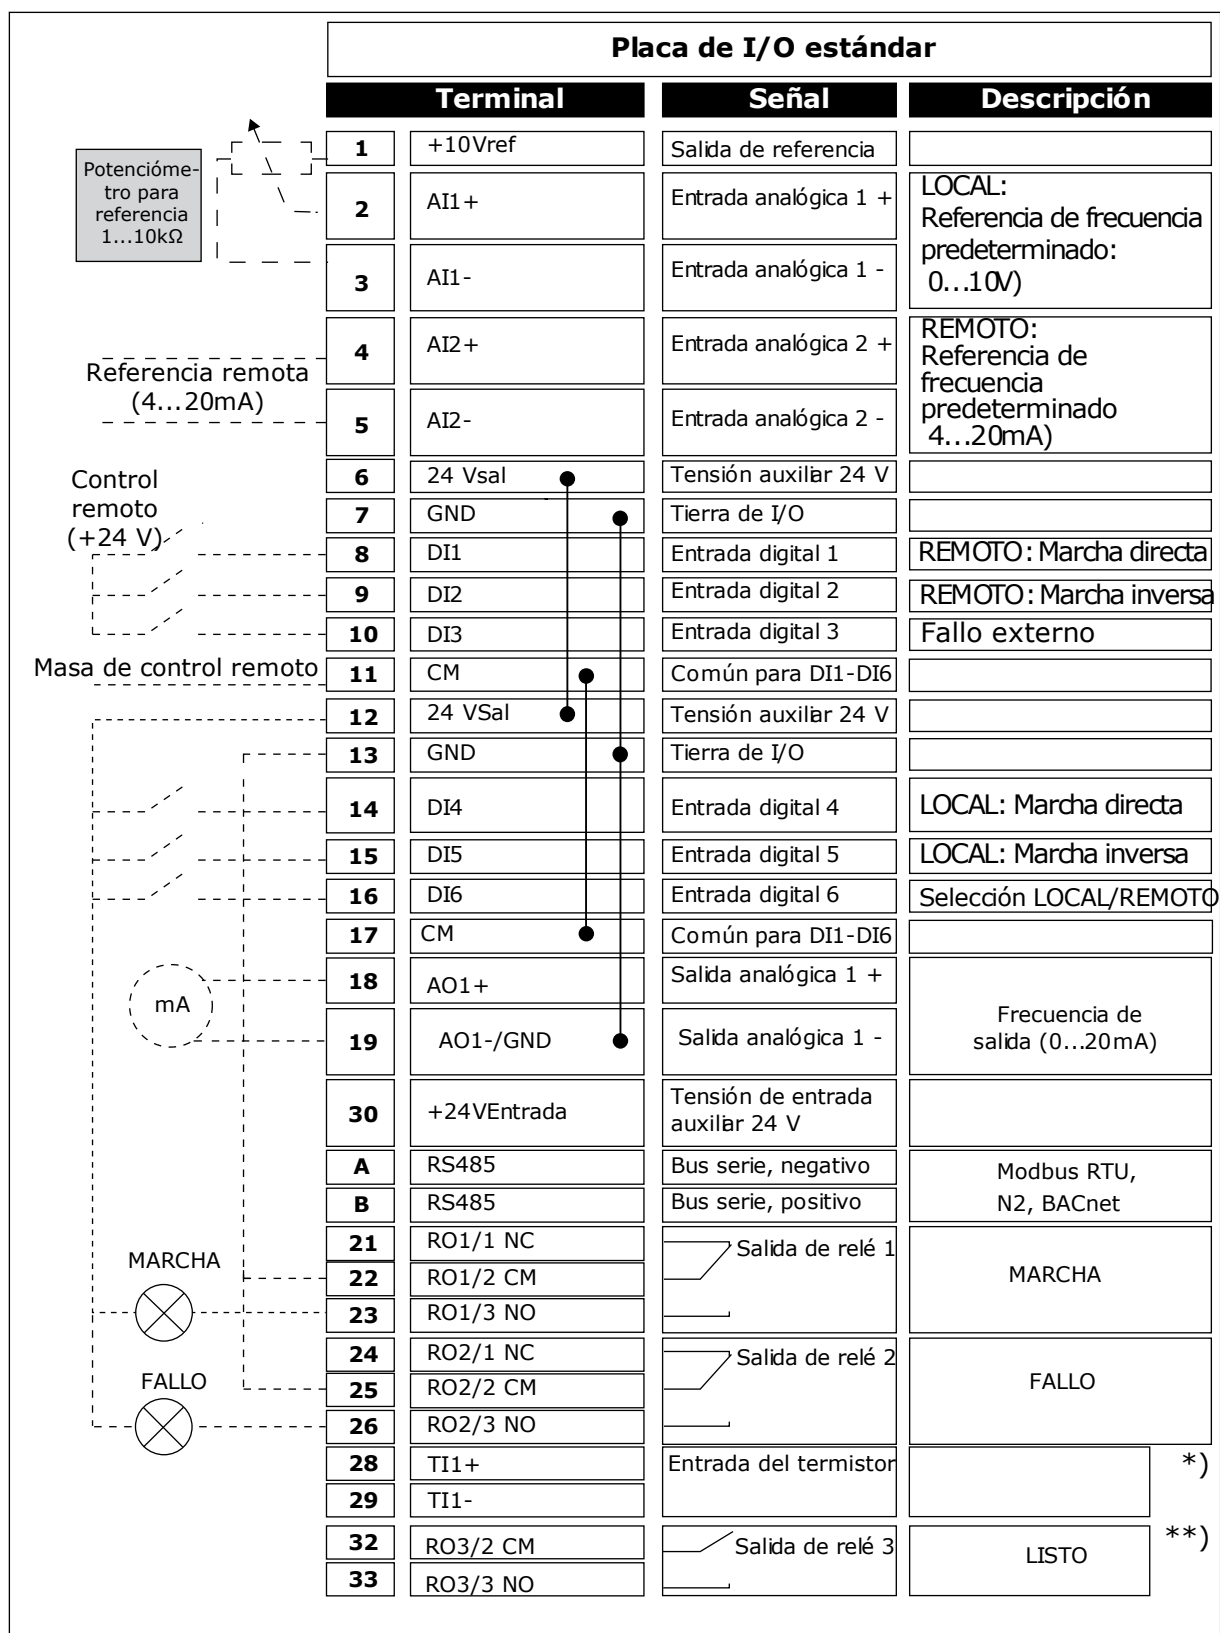 Placa de I/O estándar
Terminal Señal Descripción
Potencióme-
tro para
referencia
1...10kΩ
1 +10Vref Salida de referencia
2 AI1+ Entrada analógica 1 +
3 AI1- Entrada analógica 1 -
LOCAL:
Referencia de frecuencia
predeterminado:
0...10V)
Referencia remota
(4...20mA)
4 AI2+ Entrada analógica 2 +
5 AI2- Entrada analógica 2 -
REMOTO:
Referencia de
frecuencia
predeterminado
4...20mA)
Control
remoto
(+24 V)
6 24 Vsal Tensión auxiliar 24 V
7 GND Tierra de I/O
8 DI1 Entrada digital 1 REMOTO: Marcha directa
9 DI2 Entrada digital 2 REMOTO: Marcha inversa
10 DI3 Entrada digital 3 Fallo externo
Masa de control remoto 11 CM Común para DI1-DI6
12 24 VSal Tensión auxiliar 24 V
13 GND Tierra de I/O
14 DI4 Entrada digital 4 LOCAL: Marcha directa
15 DI5 Entrada digital 5 LOCAL: Marcha inversa
16 DI6 Entrada digital 6 Selección LOCAL/REMOTO
17 CM Común para DI1-DI6
mA
18 AO1+ Salida analógica 1 +
19 AO1-/GND Salida analógica 1 -
Frecuencia de
salida (0...20mA)
30 +24VEntrada Tensión de entrada
auxiliar 24 V
A RS485 Bus serie, negativo
B RS485 Bus serie, positivo
Modbus RTU,
N2, BACnet
MARCHA
21 RO1/1 NC Salida de relé 1
22 RO1/2 CM MARCHA
23 RO1/3 NO
FALLO
24 RO2/1 NC Salida de relé 2
25 RO2/2 CM FALLO
26 RO2/3 NO
28 TI1+ Entrada del termistor *)
29 TI1-
32 RO3/2 CM Salida de relé 3 LISTO **)
33 RO3/3 NO